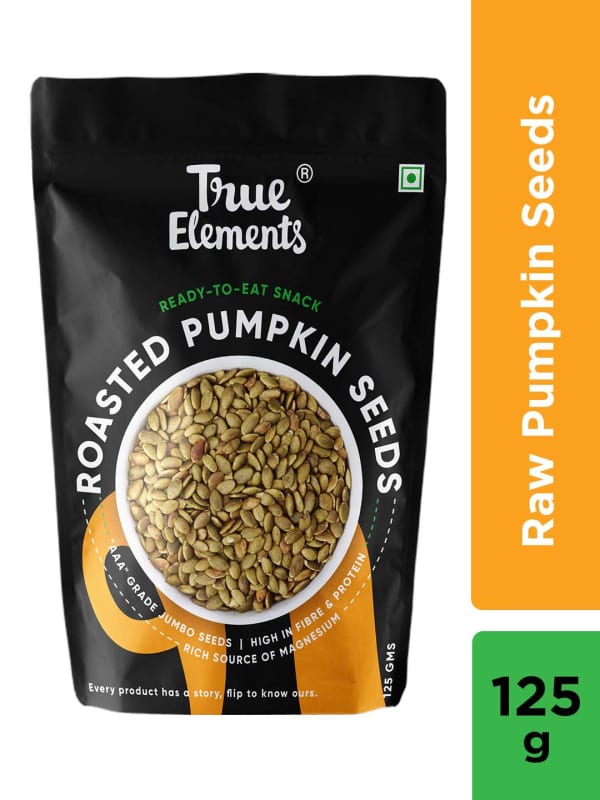 True ®
Elements
READY-TO-EAT SNACK
ROASTED PUMPKIN SEEDS
"AAA" GRADE JUMBO SEEDS | HIGH IN FIBRE & PROTEIN
RICH SOURCE OF MAGNESIUM
Every product has a story, flip to know ours.
125 GMS
Raw Pumpkin Seeds
125
g